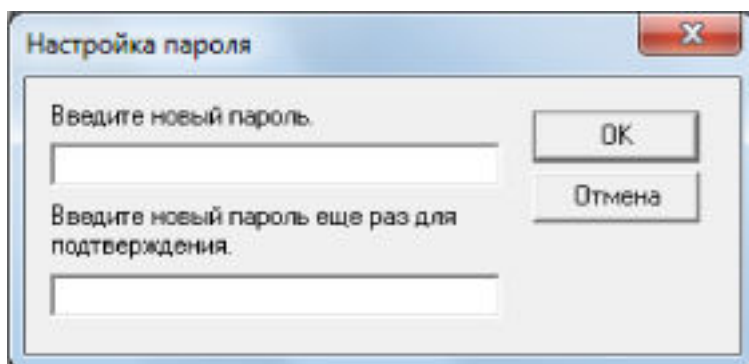 Настройка пароля
Введите новый пароль.
OK
Отмена
Введите новый пароль еще раз для
подтверждения.